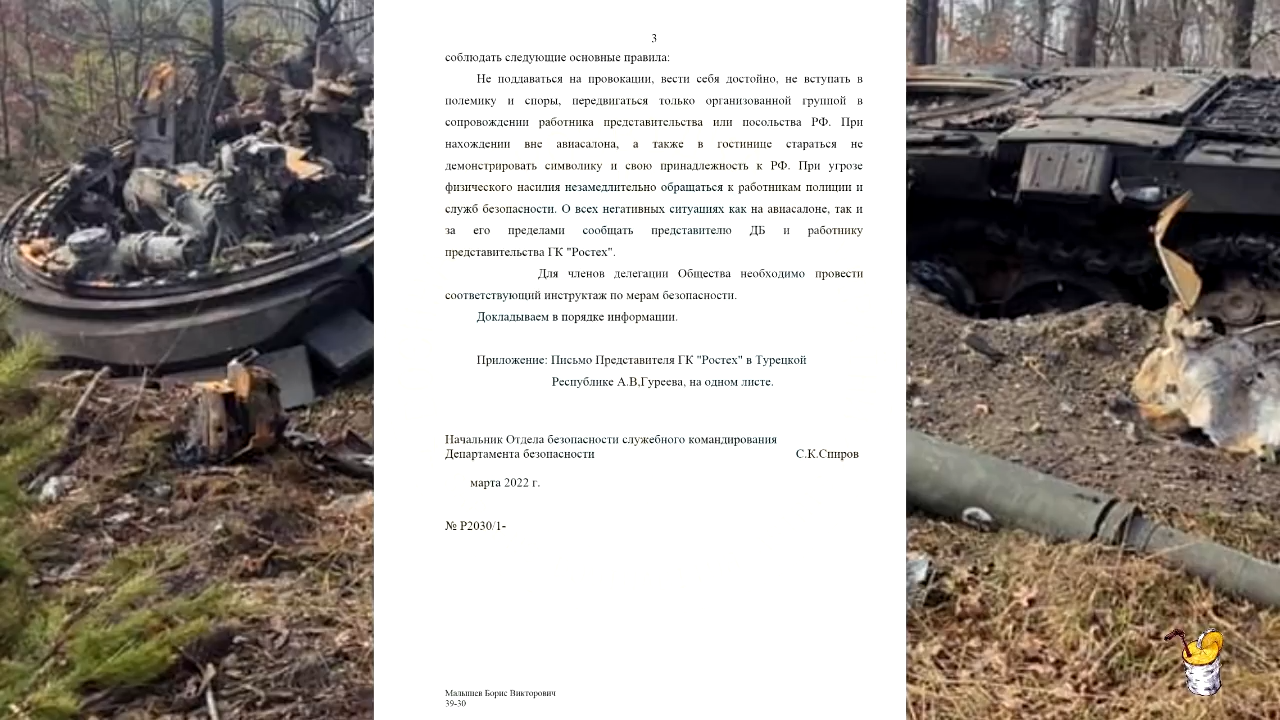 3
соблюдать следующие основные правила:
Не поддаваться на провокации, вести себя достойно, не вступать в
полемику и споры, передвигаться только организованной группой в
сопровождении работника представительства или посольства РФ. При
нахождении вне авиасалона, а также в гостинице стараться не
демонстрировать символику и свою принадлежность к РФ. При угрозе
физического насилия незамедлительно обращаться к работникам полиции и
служб безопасности. О всех негативных ситуациях как на авиасалоне, так и
за его пределами сообщать представителю ДБ и работнику
представительства ГК "Ростех".
Для членов делегации Общества необходимо провести
соответствующий инструктаж по мерам безопасности.
Докладываем в порядке информации.
Приложение: Письмо Представителя ГК "Ростех" в Турецкой
Республике А.В.Гуреева, на одном листе.
Начальник Отдела безопасности служебного командирования
Департамента безопасности С.К.Спиров
марта 2022 г.
№ Р2030/1-
Малышев Борис Викторович
39-30